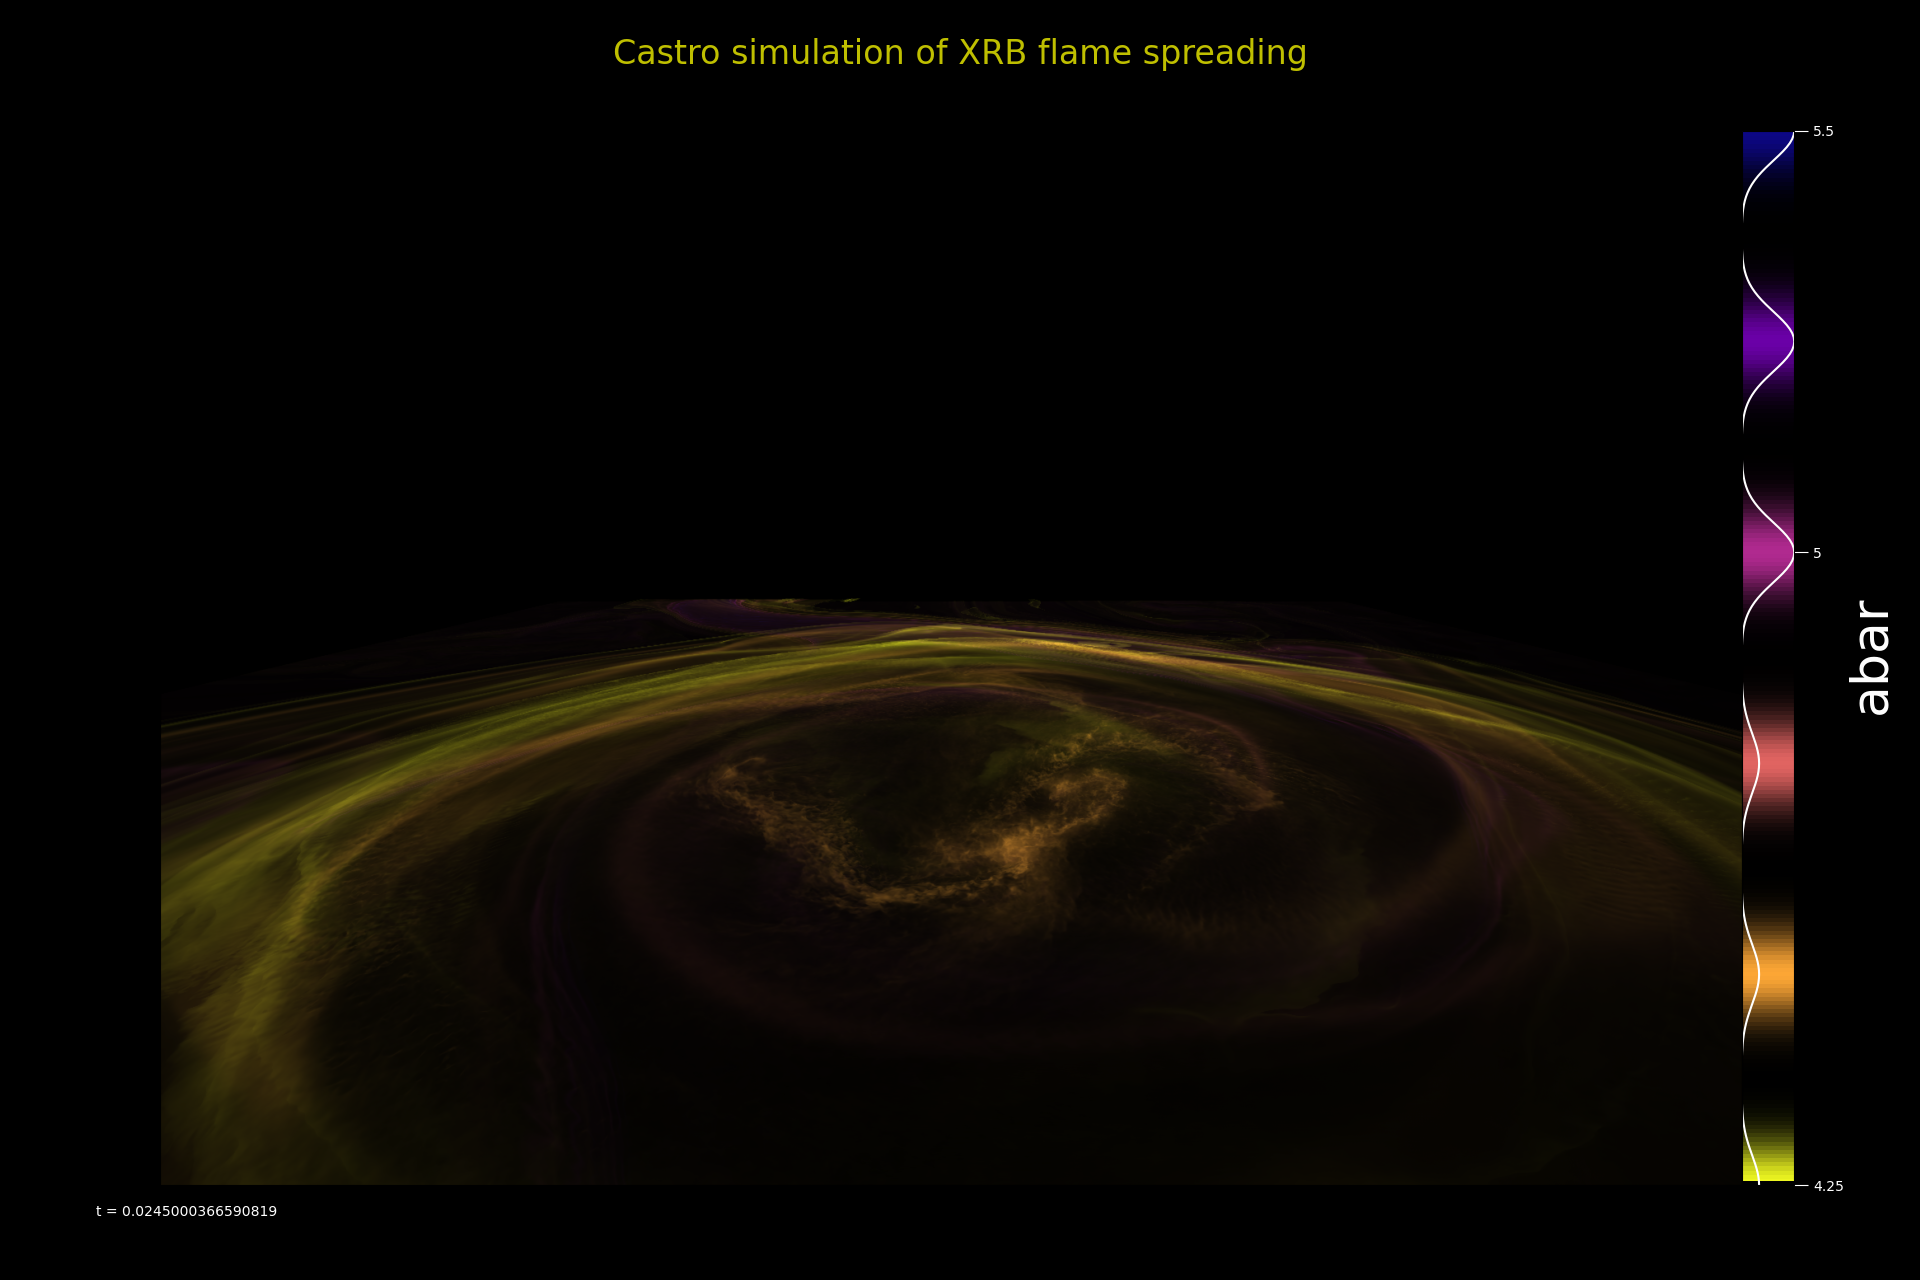 Castro simulation of XRB flame spreading
5.5
5
abar
4.25
t = 0.0245000366590819